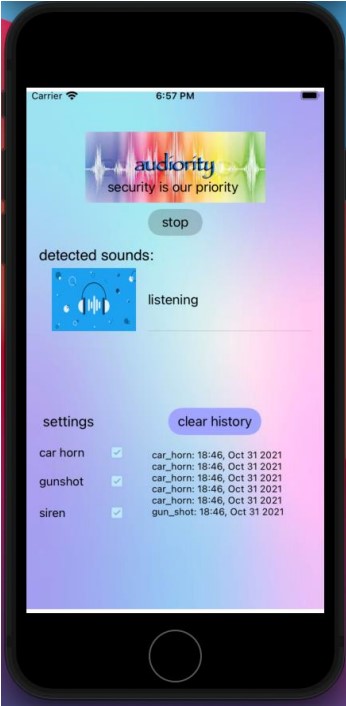 Carrier 6:57 PM
audiority
security is our priority
stop
detected sounds:
listening
settings
clear history
car horn
gunshot
siren
car_horn: 18:46, Oct 31 2021
car_horn: 18:46, Oct 31 2021
car_horn: 18:46, Oct 31 2021
car_horn: 18:46, Oct 31 2021
car_horn: 18:46, Oct 31 2021
gun_shot: 18:46, Oct 31 2021